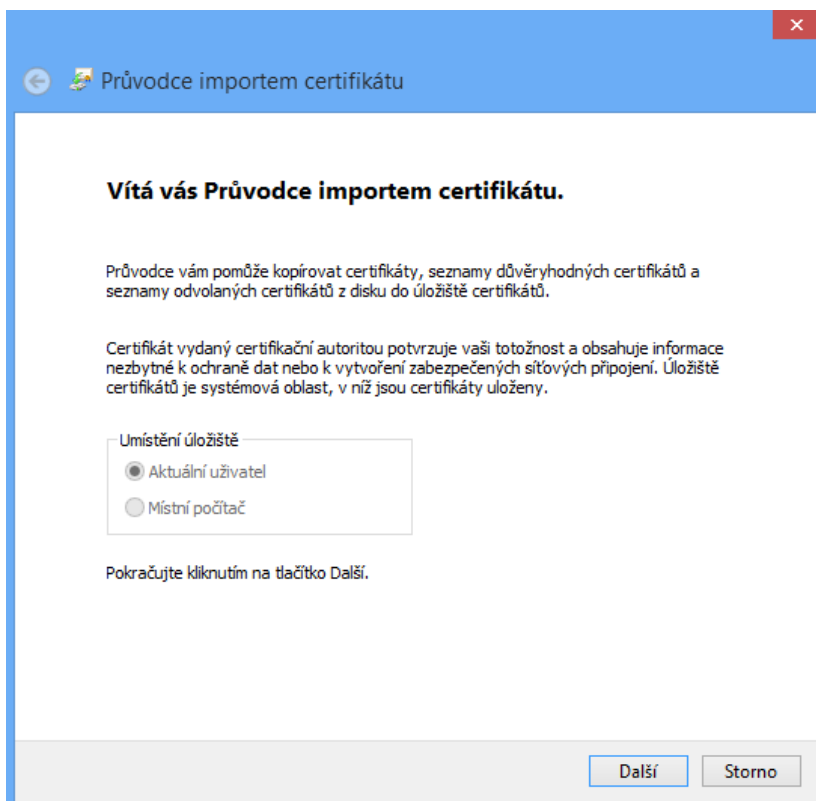 Průvodce importem certifikátu
Vítá vás Průvodce importem certifikátu.
Průvodce vám pomůže kopírovat certifikáty, seznamy důvěryhodných certifikátů a
seznamy odvolaných certifikátů z disku do úložiště certifikátů.
Certifikát vydaný certifikační autoritou potvrzuje vaši totožnost a obsahuje informace
nezbytné k ochraně dat nebo k vytvoření zabezpečených síťových připojení. Úložiště
certifikátů je systémová oblast, v níž jsou certifikáty uloženy.
Umístění úložiště
Aktuální uživatel
Místní počítač
Pokračujte kliknutím na tlačítko Další.
Další
Storno